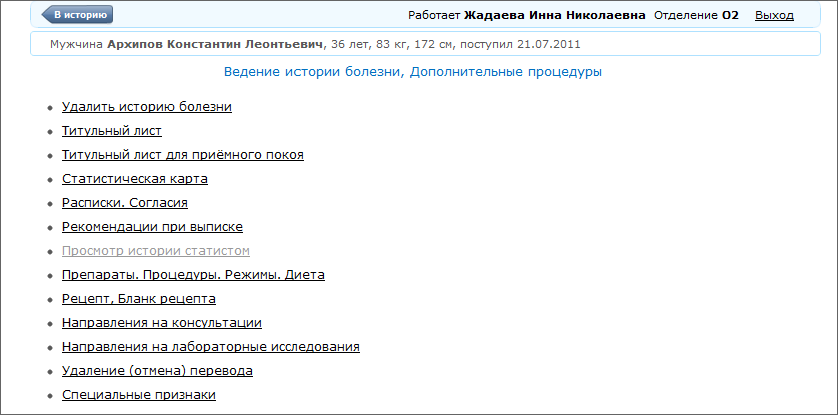 В историю
Работает Жадаева Инна Николаевна Отделение О2 Выход
Мужчина Архипов Константин Леонтьевич, 36 лет, 83 кг, 172 см, поступил 21.07.2011
Ведение истории болезни, Дополнительные процедуры
Удалить историю болезни
Титульный лист
Титульный лист для приёмного покоя
Статистическая карта
Расписки. Согласия
Рекомендации при выписке
Просмотр истории статистом
Препараты. Процедуры. Режимы. Диета
Рецепт, Бланк рецепта
Направления на консультации
Направления на лабораторные исследования
Удаление (отмена) перевода
Специальные признаки